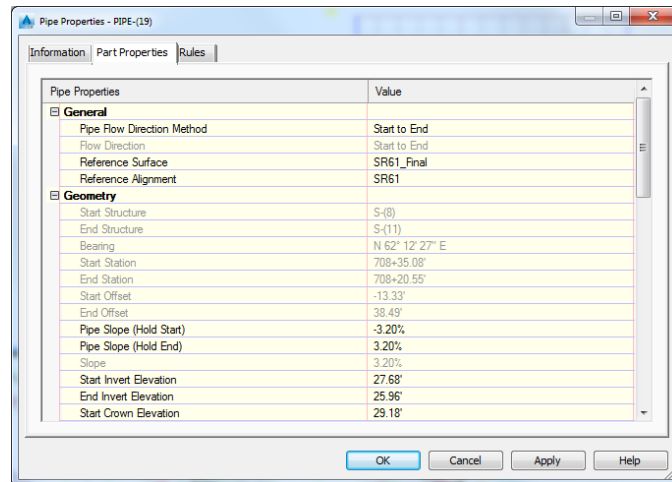 Pipe Properties - PIPE-(19)
Information Part Properties Rules
Pipe Properties Value
General
Pipe Flow Direction Method Start to End
Flow Direction Start to End
Reference Surface SR61_Final
Reference Alignment SR61
Geometry
Start Structure S-(8)
End Structure S-(11)
Bearing N 62° 12' 27" E
Start Station 708+35.08'
End Station 708+20.55'
Start Offset -13.33'
End Offset 38.49'
Pipe Slope (Hold Start) -3.20%
Pipe Slope (Hold End) 3.20%
Slope 3.20%
Start Invert Elevation 27.68'
End Invert Elevation 25.96'
Start Crown Elevation 29.18'
OK Cancel Apply Help